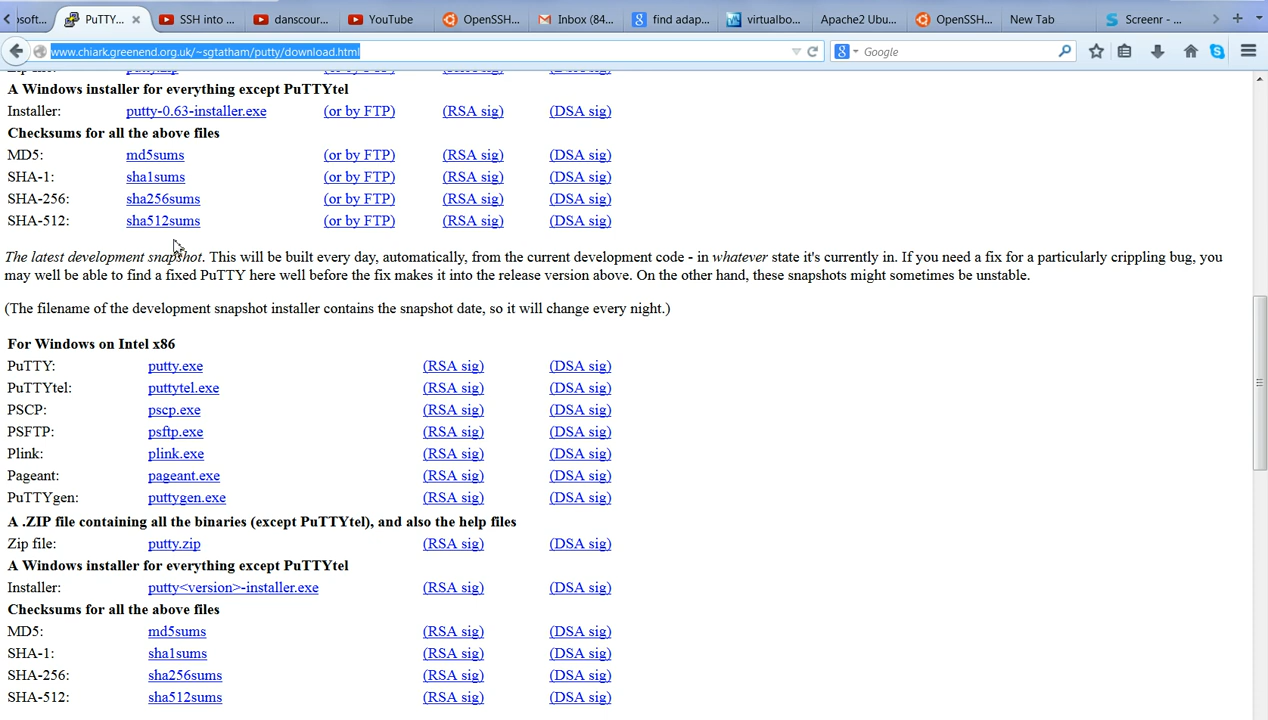 osoft...
PuTTY...
SSH into ...
danscour...
YouTube
OpenSSH...
Inbox (84...
find adap...
virtualbo...
Apache2 Ubu...
OpenSSH...
New Tab
Screenr - ...
www.chiark.greenend.org.uk/~sgtatham/putty/download.html
Google
Zip file: putty.zip (or by FTP) (RSA sig) (DSA sig)
A Windows installer for everything except PuTTYtel
Installer: putty-0.63-installer.exe (or by FTP) (RSA sig) (DSA sig)
Checksums for all the above files
MD5: md5sums (or by FTP) (RSA sig) (DSA sig)
SHA-1: sha1sums (or by FTP) (RSA sig) (DSA sig)
SHA-256: sha256sums (or by FTP) (RSA sig) (DSA sig)
SHA-512: sha512sums (or by FTP) (RSA sig) (DSA sig)
The latest development snapshot. This will be built every day, automatically, from the current development code - in whatever state it's currently in. If you need a fix for a particularly crippling bug, you
may well be able to find a fixed PuTTY here well before the fix makes it into the release version above. On the other hand, these snapshots might sometimes be unstable.
(The filename of the development snapshot installer contains the snapshot date, so it will change every night.)
For Windows on Intel x86
PuTTY: putty.exe (RSA sig) (DSA sig)
PuTTYtel: puttytel.exe (RSA sig) (DSA sig)
PSCP: pscp.exe (RSA sig) (DSA sig)
PSFTP: psftp.exe (RSA sig) (DSA sig)
Plink: plink.exe (RSA sig) (DSA sig)
Pageant: pageant.exe (RSA sig) (DSA sig)
PuTTYgen: puttygen.exe (RSA sig) (DSA sig)
A .ZIP file containing all the binaries (except PuTTYtel), and also the help files
Zip file: putty.zip (RSA sig) (DSA sig)
A Windows installer for everything except PuTTYtel
Installer: putty<version>-installer.exe (RSA sig) (DSA sig)
Checksums for all the above files
MD5: md5sums (RSA sig) (DSA sig)
SHA-1: sha1sums (RSA sig) (DSA sig)
SHA-256: sha256sums (RSA sig) (DSA sig)
SHA-512: sha512sums (RSA sig) (DSA sig)